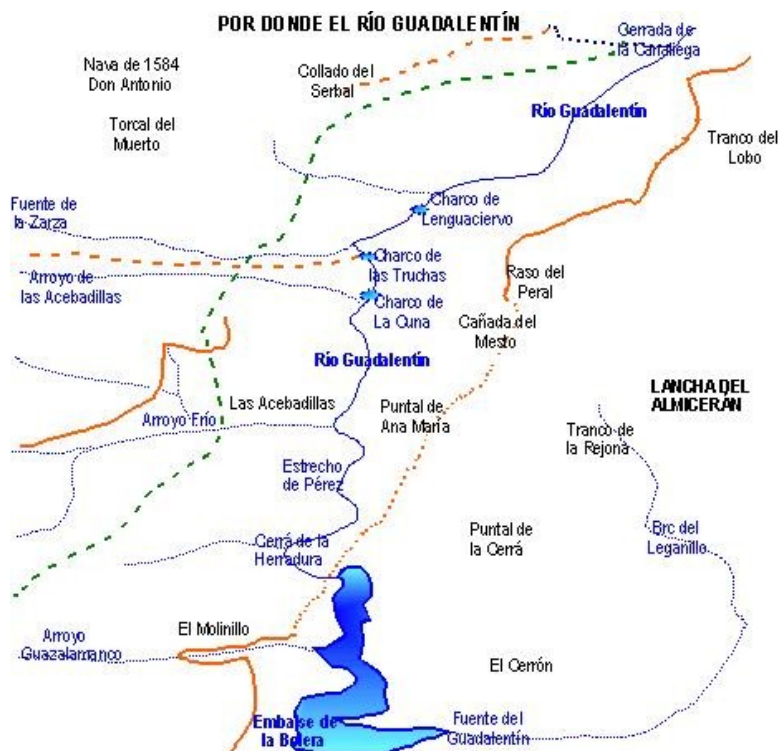 POR DONDE EL RÍO GUADALENTÍN
Cerrada de
la Canaliega
Nava de 1584
Don Antonio
Collado del
Serbal
Torcal del
Muerto
Río Guadalentín
Tranco del
Lobo
Fuente de
la Zarza
Charco de
Lenguaciervo
Charco de
las Truchas
Arroyo de
las Acebadillas
Raso del
Peral
Charco de
La Cuna
Cañada del
Mesto
Río Guadalentín
LANCHA DEL
ALMICERÁN
Las Acebadillas
Arroyo Frío
Puntal de
Ana María
Tranco de
la Rejona
Estrecho
de Pérez
Puntal de
la Cerrá
Brc del
Leganillo
Cerrá de la
Herradura
El Molinillo
Arroyo
Guazalamanco
El Cerrón
Embalse de
la Bolera
Fuente del
Guadalentín